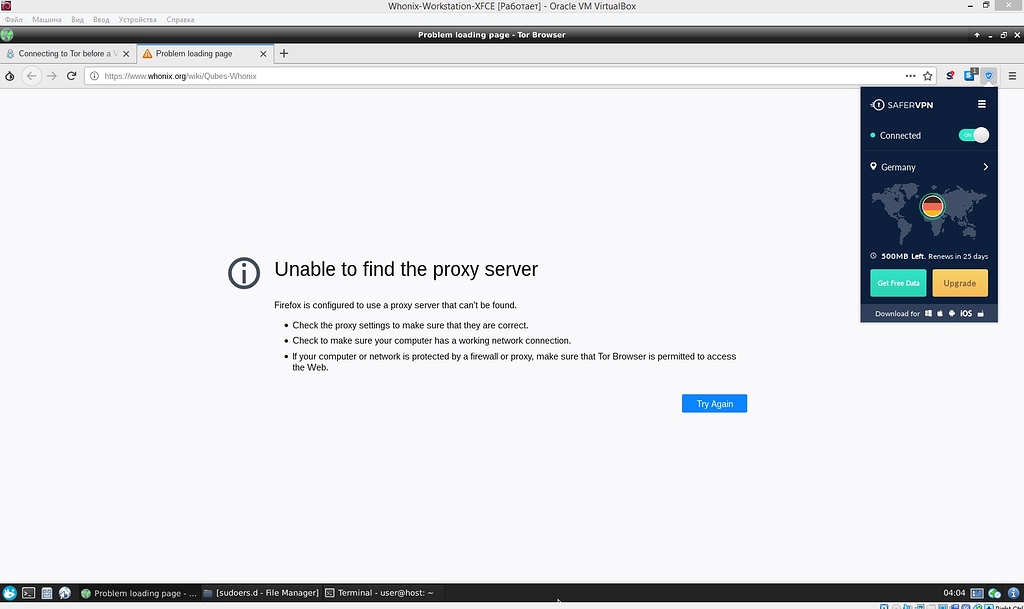 Whonix-Workstation-XFCE [Работает] - Oracle VM VirtualBox
Файл Машина Вид Ввод Устройства Справка
Problem loading page - Tor Browser
Connecting to Tor before a V
Problem loading page
https://www.whonix.org/wiki/Qubes-Whonix
1
SAFERVPN
Connected
ON
Germany
500MB Left. Renews in 25 days
Get Free Data
Upgrade
Download for
iOS
Unable to find the proxy server
Firefox is configured to use a proxy server that can't be found.
Check the proxy settings to make sure that they are correct.
Check to make sure your computer has a working network connection.
If your computer or network is protected by a firewall or proxy, make sure that Tor Browser is permitted to access
the Web.
Try Again
Problem loading page - ...
[sudoers.d - File Manager]
Terminal - user@host: ~
04:04
Right Ctrl